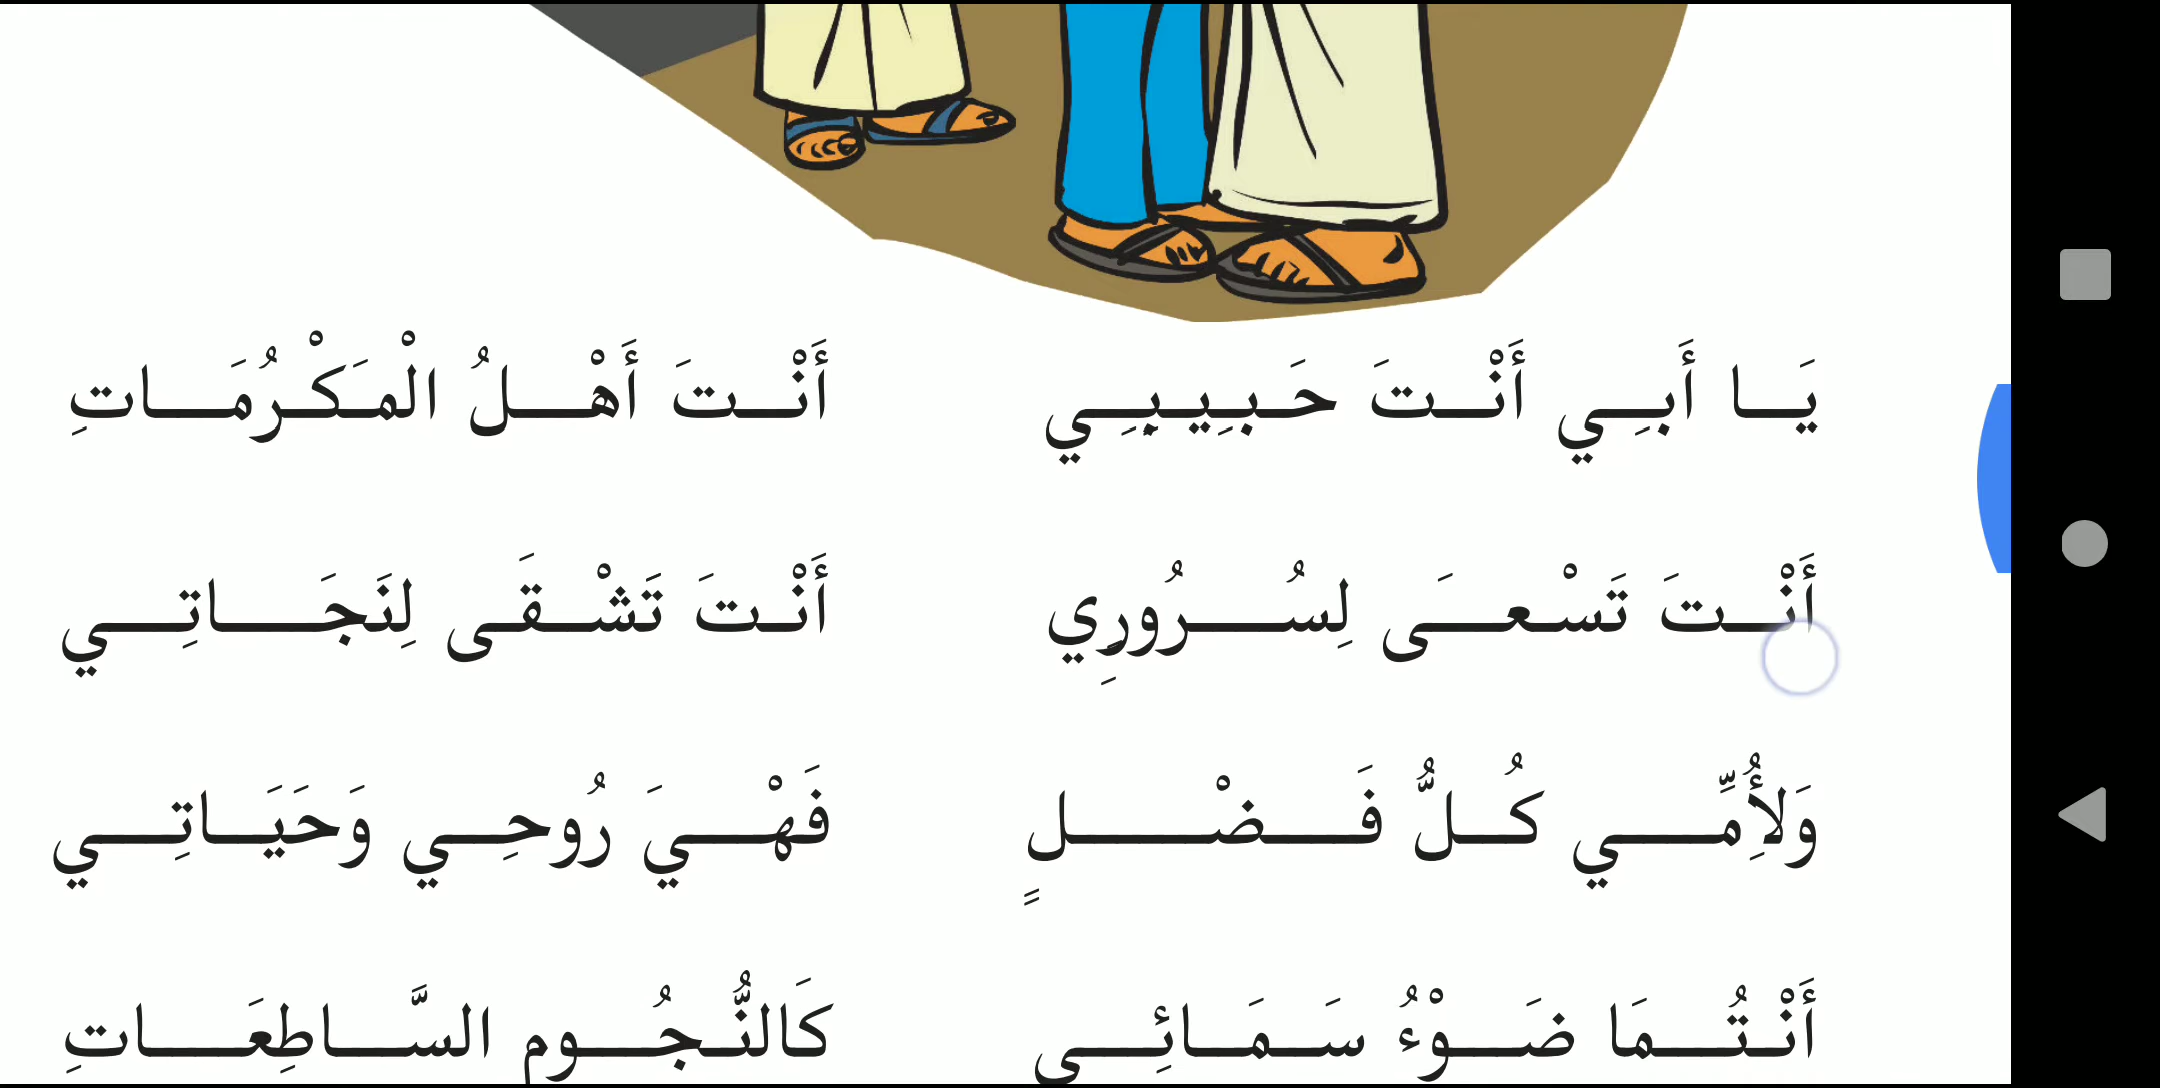 يَا أَبِي أَنْتَ حَبِيبِي أَنْتَ أَهْلُ الْمَكْرُمَاتِ
أَنْتَ تَسْعَى لِسُرُورِي أَنْتَ تَشْقَى لِنَجَاتِي
وَلِأُمِّي كُلُّ فَضْلٍ فَهْيَ رُوحِي وَحَيَاتِي
أَنْتُمَا ضَوْءُ سَمَائِي كَالنُّجُومِ السَّاطِعَاتِ